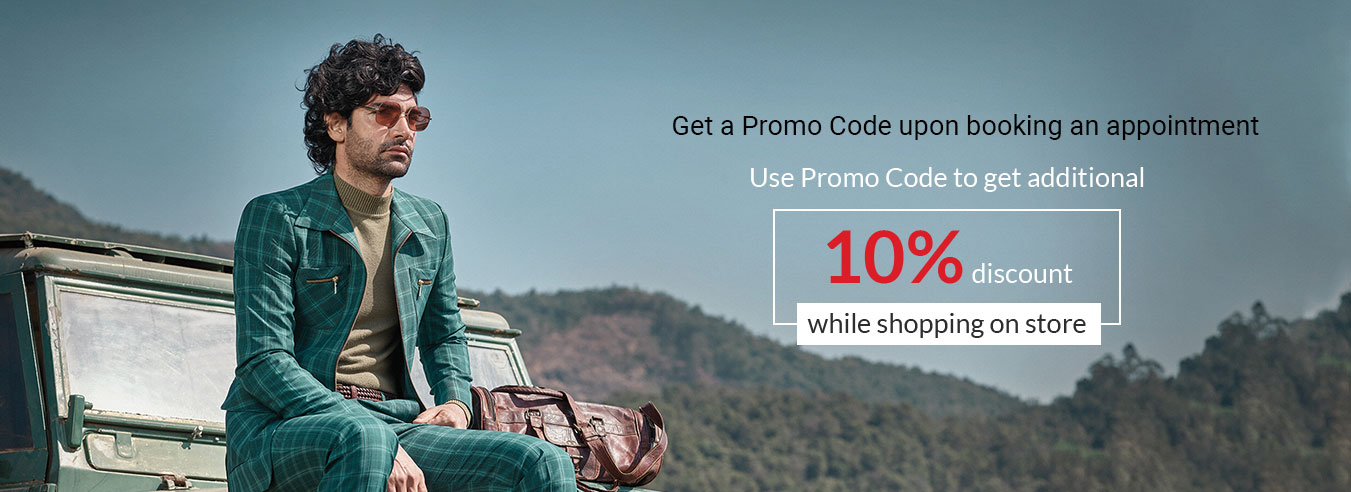 Get a Promo Code upon booking an appointment
Use Promo Code to get additional
10% discount
while shopping on store